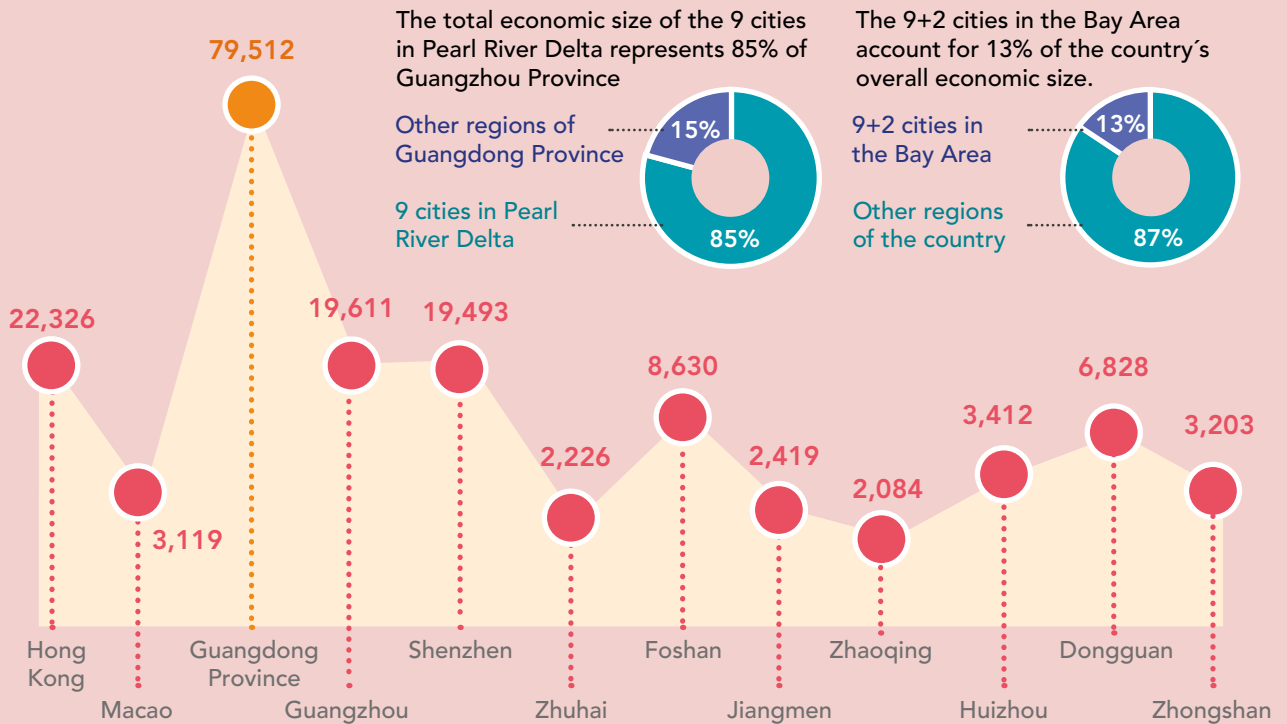 The total economic size of the 9 cities
in Pearl River Delta represents 85% of
Guangzhou Province
Other regions of
Guangdong Province
15%
9 cities in Pearl
River Delta
85%
The 9+2 cities in the Bay Area
account for 13% of the country´s
overall economic size.
9+2 cities in
the Bay Area
13%
Other regions
of the country
87%
22,326
3,119
79,512
19,611
19,493
2,226
8,630
2,419
2,084
3,412
6,828
3,203
Hong
Kong
Macao
Guangdong
Province
Guangzhou
Shenzhen
Zhuhai
Foshan
Jiangmen
Zhaoqing
Huizhou
Dongguan
Zhongshan